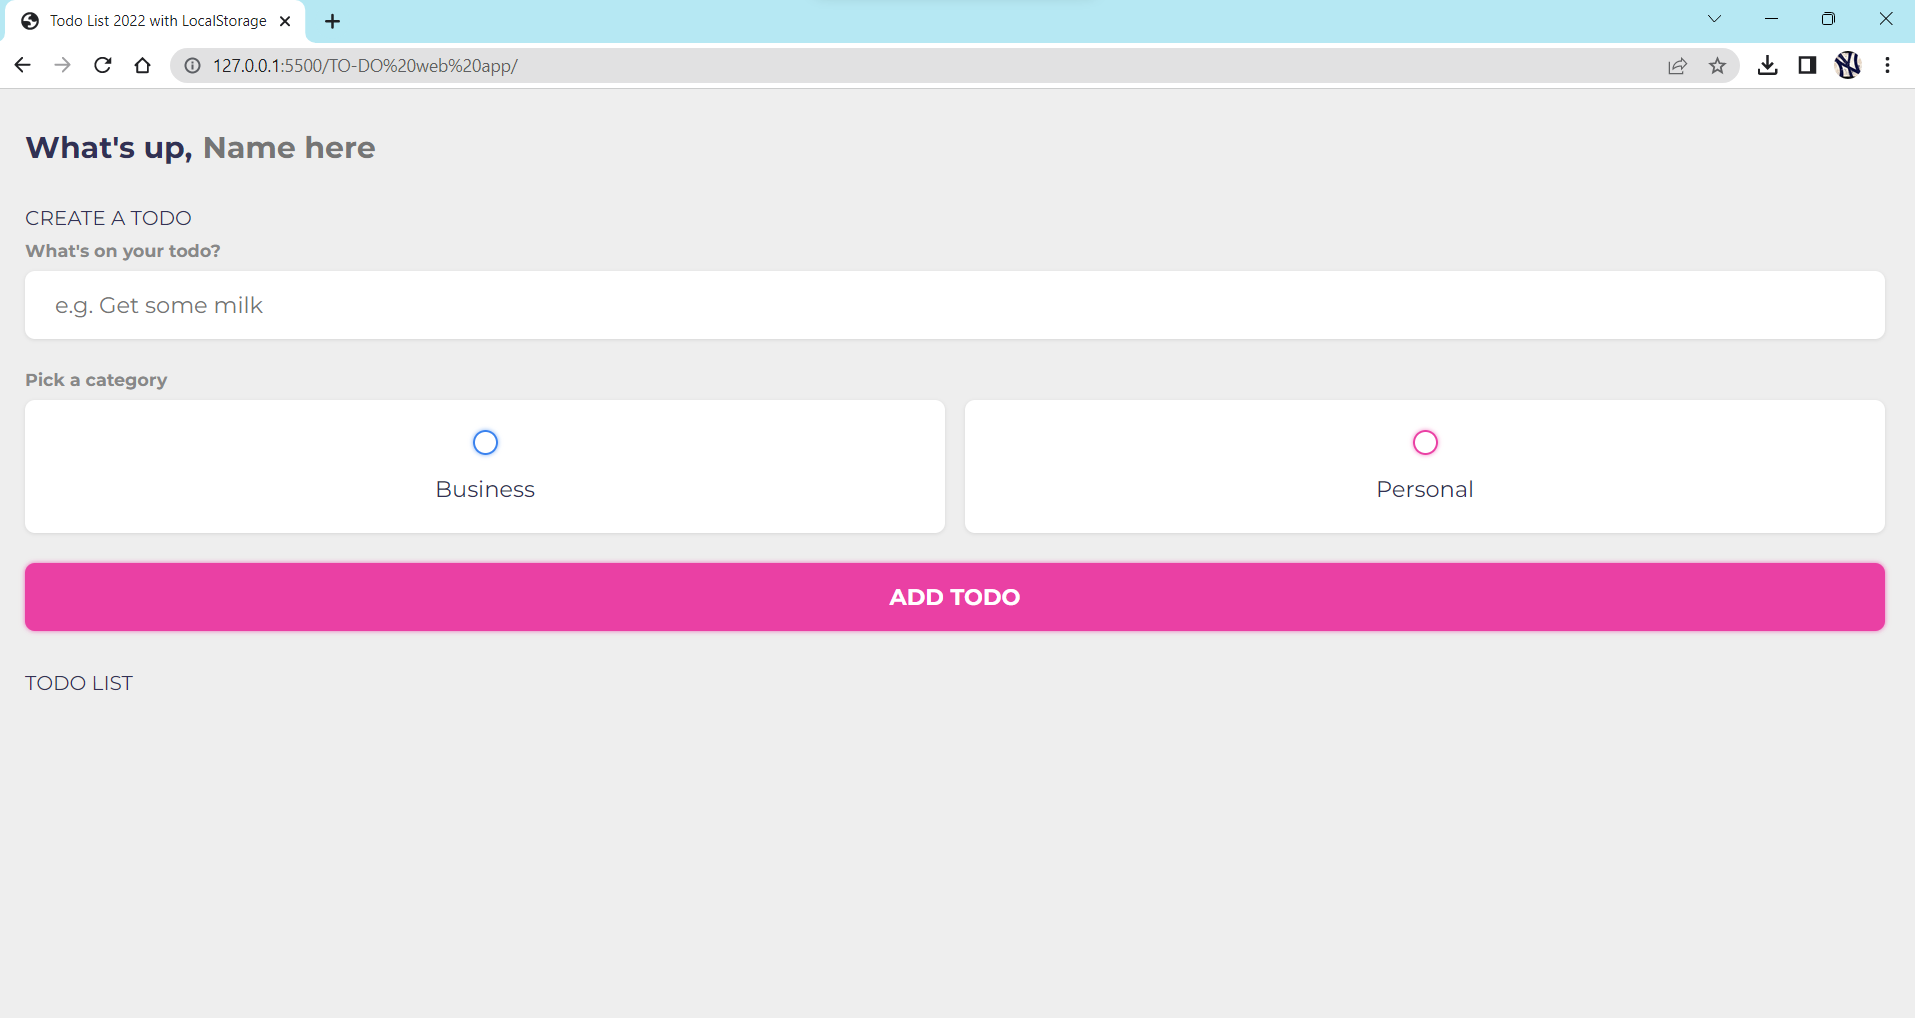 Todo List 2022 with LocalStorage
127.0.0.1:5500/TO-DO%20web%20app/
What's up, Name here
CREATE A TODO
What's on your todo?
e.g. Get some milk
Pick a category
Business
Personal
ADD TODO
TODO LIST